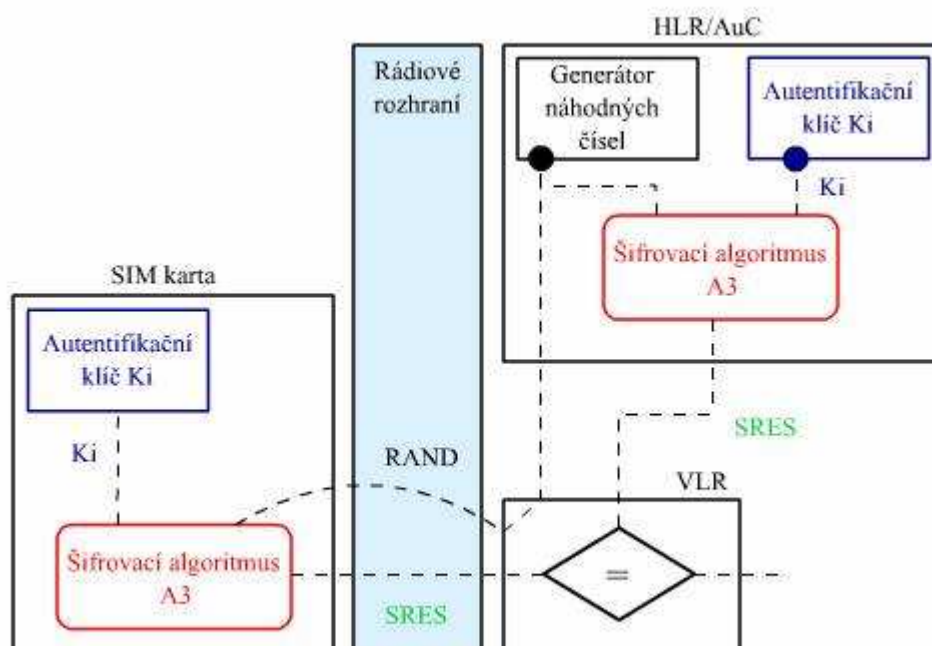 HLR/AuC
Rádiové
rozhraní
Generátor
náhodných
čísel
Autentifikační
klíč Ki
Ki
Šifrovací algoritmus
A3
SIM karta
Autentifikační
klíč Ki
Ki
SRES
RAND
VLR
Šifrovací algoritmus
A3
=
SRES